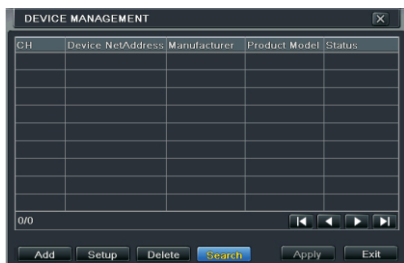 DEVICE MANAGEMENT X
CH Device NetAddress Manufacturer Product Model Status
0/0
Add Setup Delete Search Apply Exit